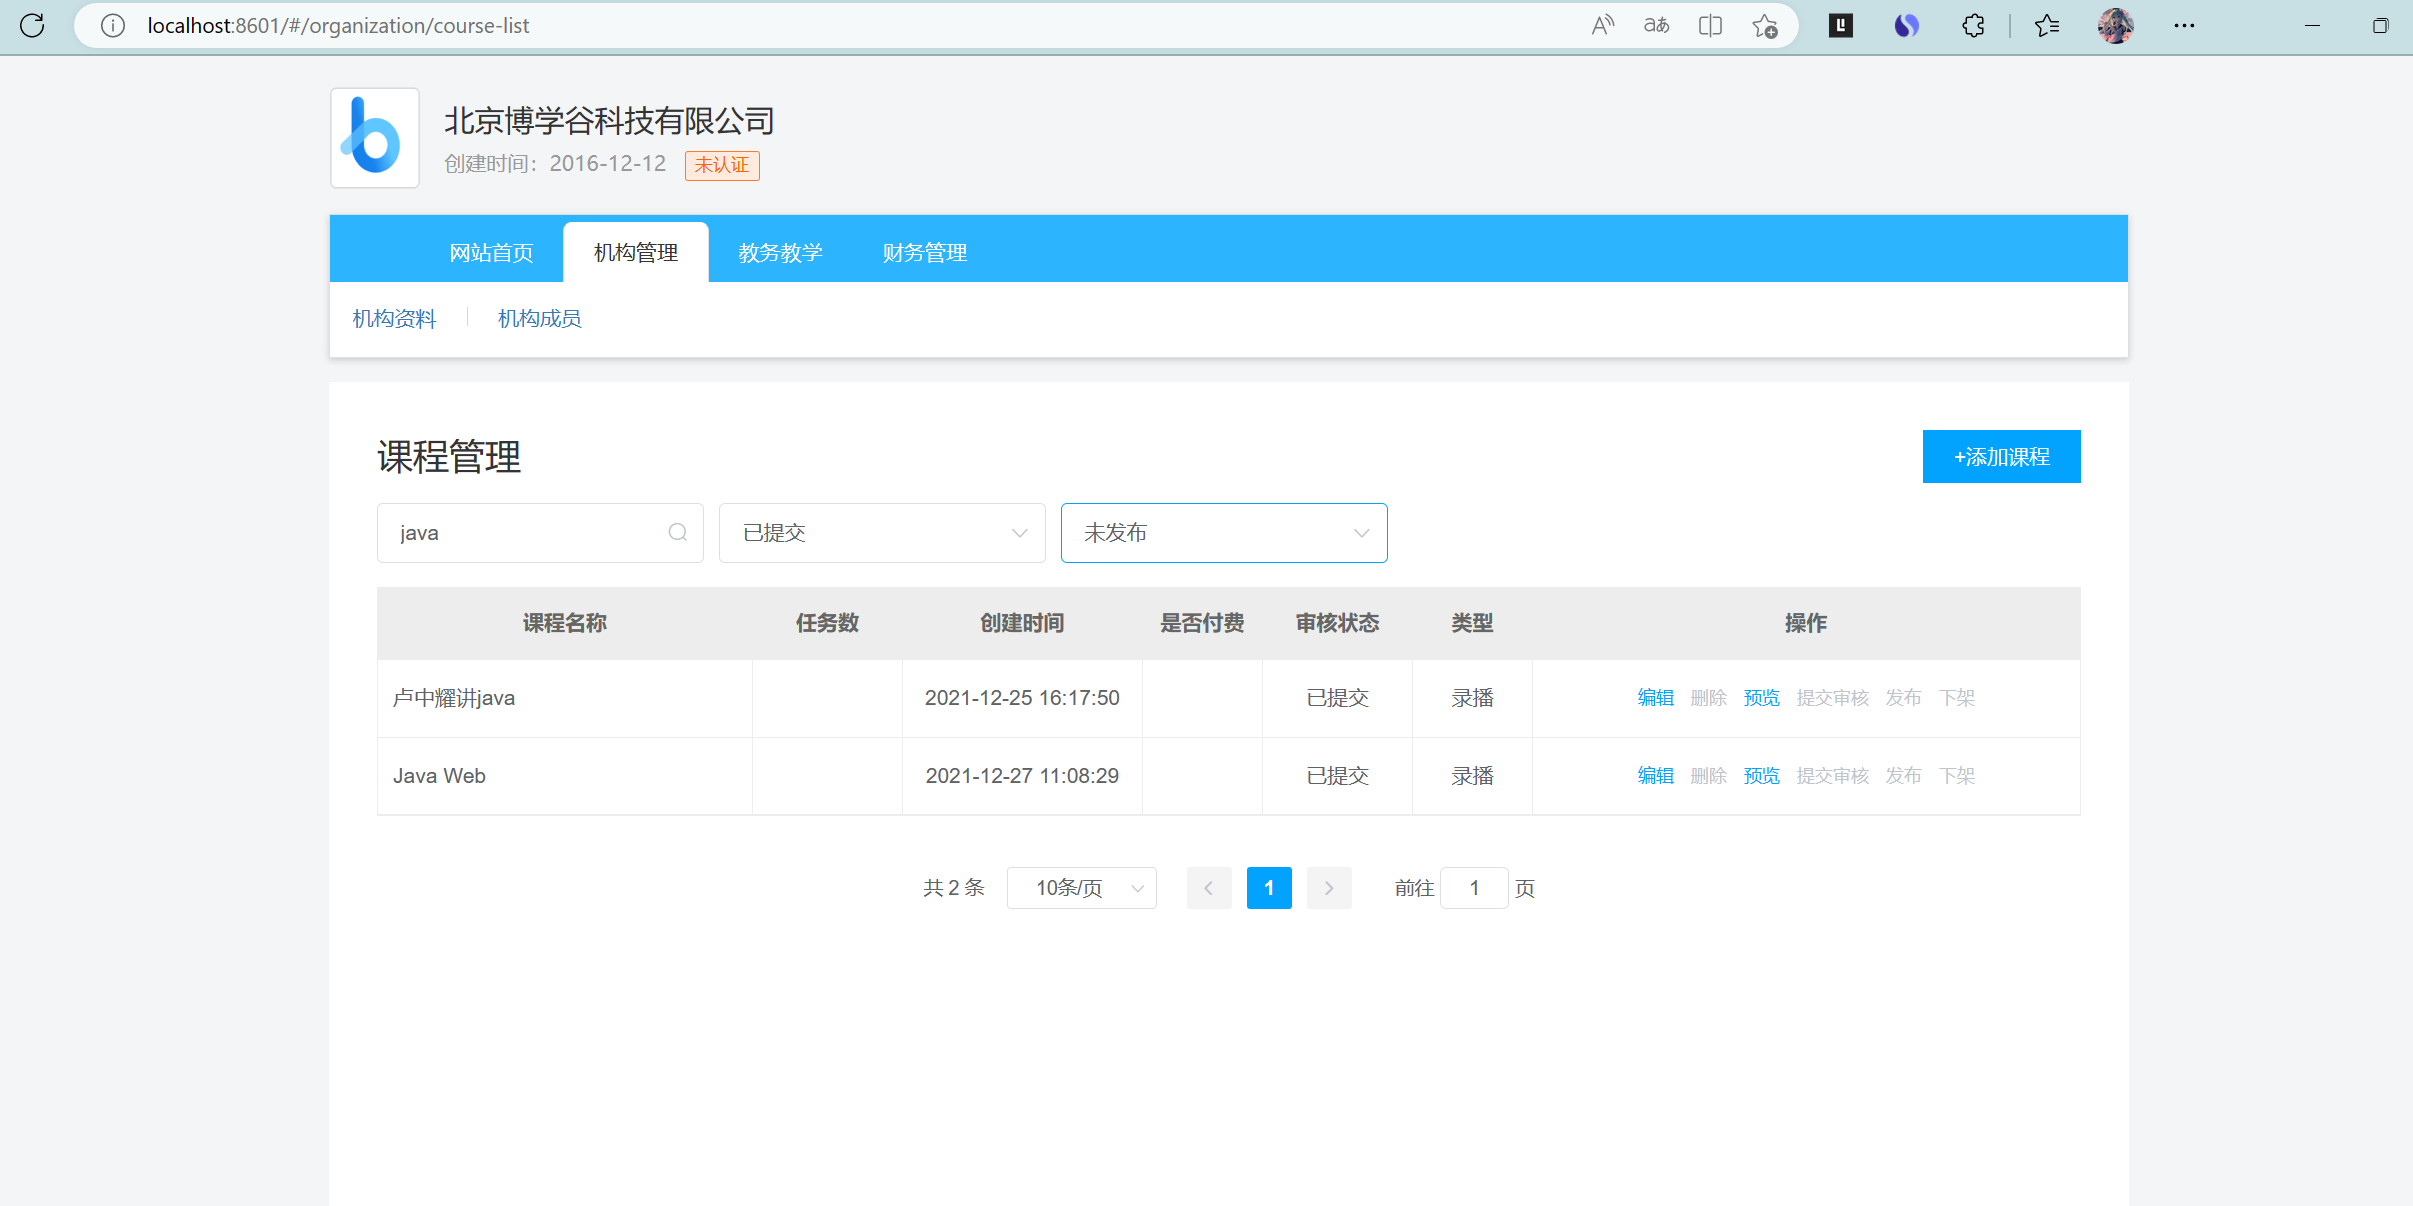 localhost:8601/#/organization/course-list
北京博学谷科技有限公司
创建时间：2016-12-12 未认证
网站首页 机构管理 教务教学 财务管理
机构资料 机构成员
课程管理 +添加课程
java 已提交 未发布
课程名称 任务数 创建时间 是否付费 审核状态 类型 操作
卢中耀讲java 2021-12-25 16:17:50 已提交 录播 编辑 删除 预览 提交审核 发布 下架
Java Web 2021-12-27 11:08:29 已提交 录播 编辑 删除 预览 提交审核 发布 下架
共 2 条 10条/页 1 前往 1 页